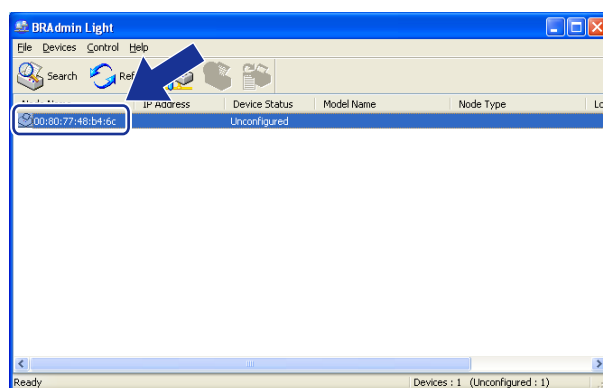 BRAdmin Light
File Devices Control Help
Search Ref
IP Address Device Status Model Name Node Type Lo
00:80:77:48:b4:6c Unconfigured
Ready Devices : 1 (Unconfigured : 1)